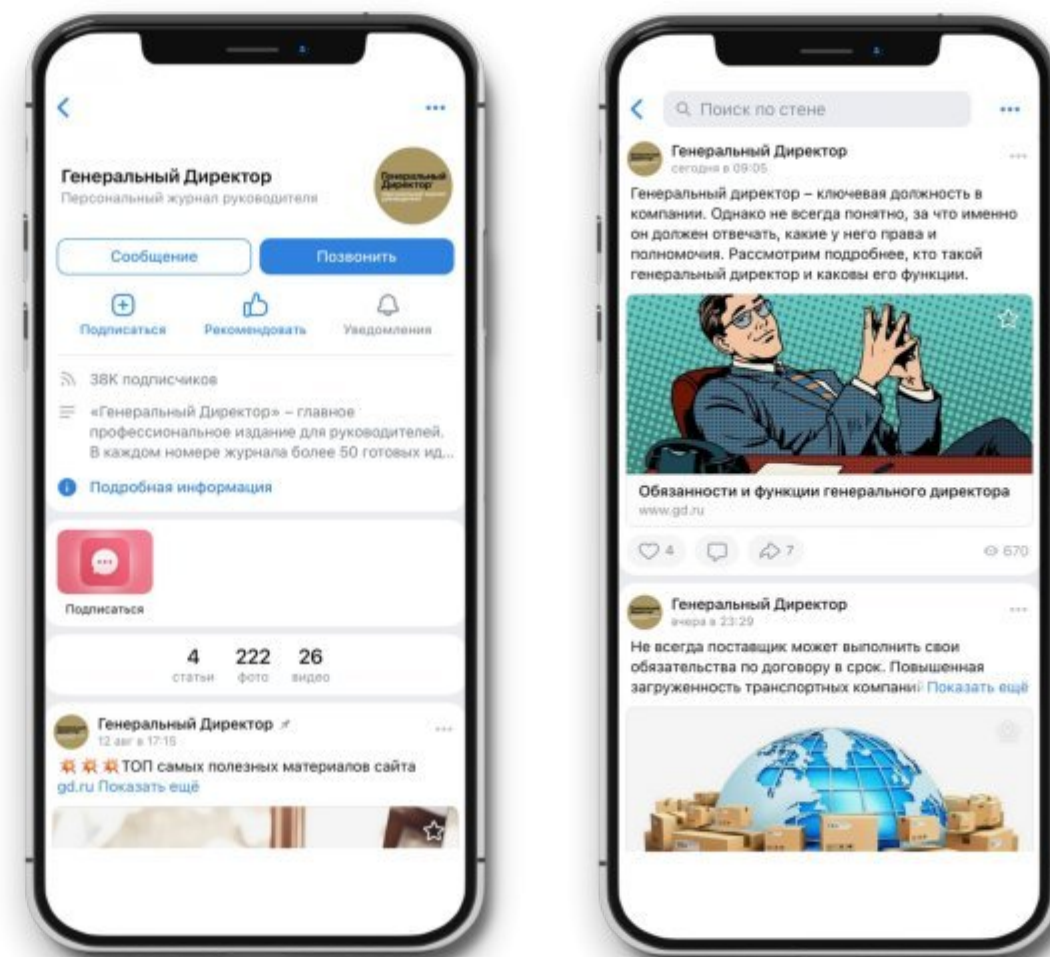 Генеральный Директор
Персональный журнал руководителя
Генеральный
Директор
Сообщение
Позвонить
Подписаться
Рекомендовать
Уведомления
38K подписчиков
«Генеральный Директор» – главное
профессиональное издание для руководителей.
В каждом номере журнала более 50 готовых ид...
Подробная информация
Подписаться
4 222 26
статьи фото видео
Генеральный Директор
12 авг в 17:15
ТОП самых полезных материалов сайта
gd.ru Показать ещё
Поиск по стене
Генеральный Директор
сегодня в 09:05
Генеральный директор – ключевая должность в
компании. Однако не всегда понятно, за что именно
он должен отвечать, какие у него права и
полномочия. Рассмотрим подробнее, кто такой
генеральный директор и каковы его функции.
Обязанности и функции генерального директора
www.gd.ru
4 7 670
Генеральный Директор
вчера в 23:29
Не всегда поставщик может выполнить свои
обязательства по договору в срок. Повышенная
загруженность транспортных компаний Показать ещё